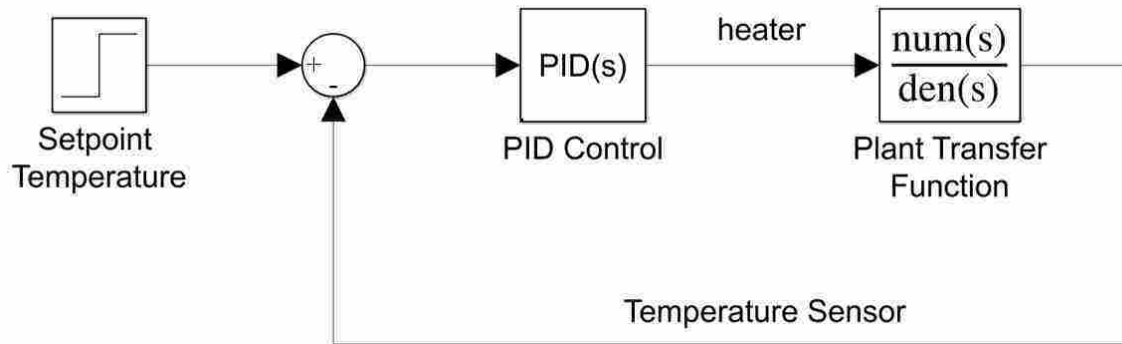 heater
+
-
PID(s)
num(s)
den(s)
Setpoint
Temperature
PID Control
Plant Transfer
Function
Temperature Sensor